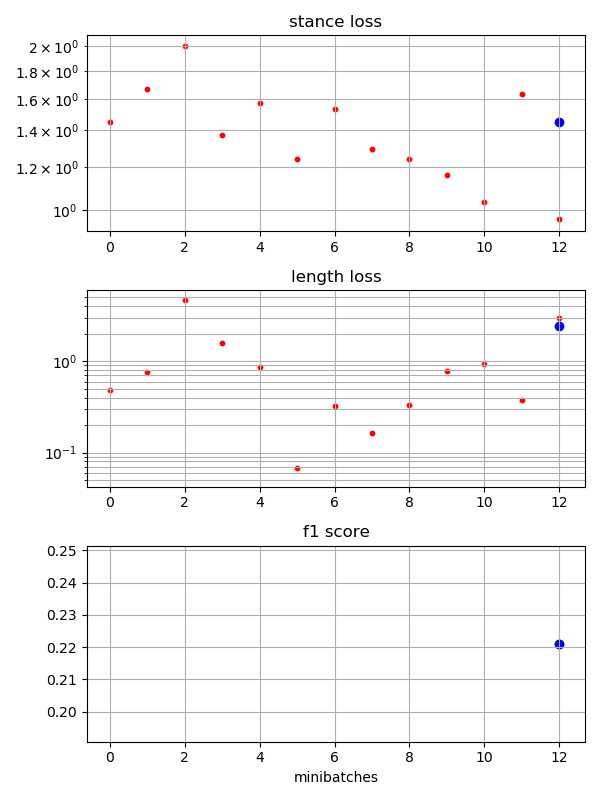 stance loss
2 × 10⁰
1.8 × 10⁰
1.6 × 10⁰
1.4 × 10⁰
1.2 × 10⁰
10⁰
0 2 4 6 8 10 12
length loss
10⁰
10⁻¹
0 2 4 6 8 10 12
f1 score
0.25
0.24
0.23
0.22
0.21
0.20
0 2 4 6 8 10 12
minibatches